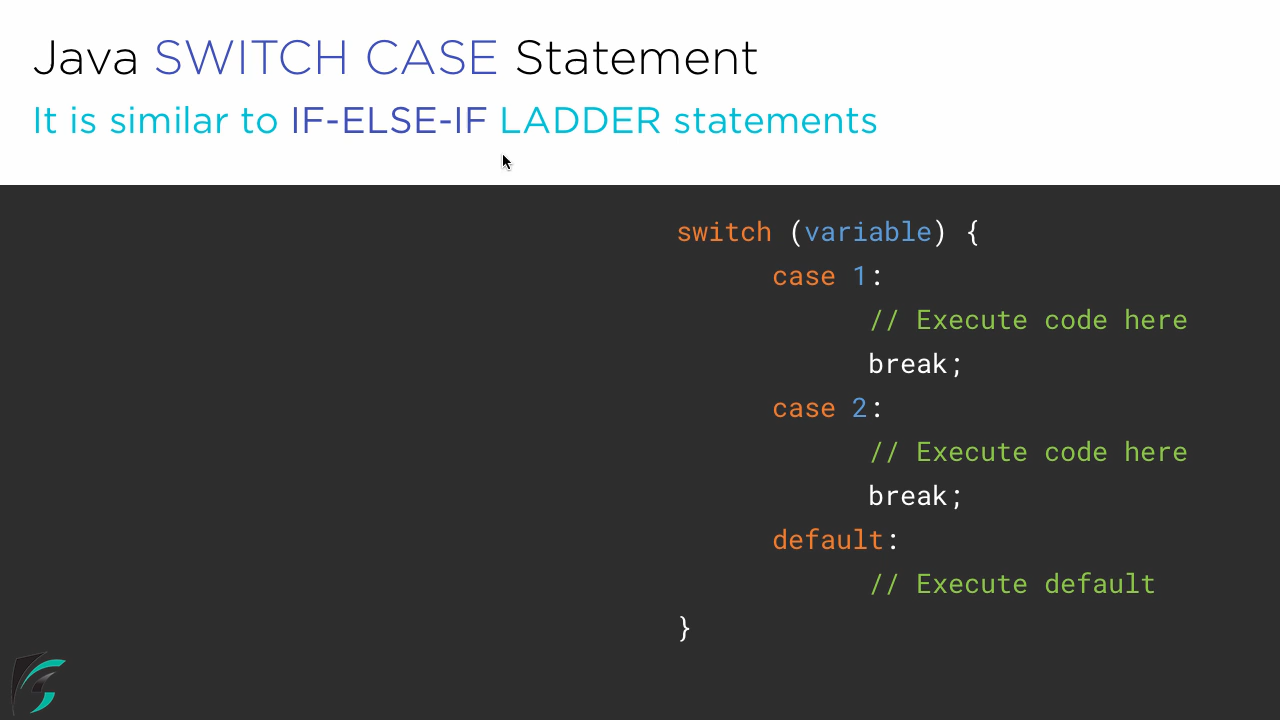 Java SWITCH CASE Statement
It is similar to IF-ELSE-IF LADDER statements
switch (variable) {
case 1:
// Execute code here
break;
case 2:
// Execute code here
break;
default:
// Execute default
}